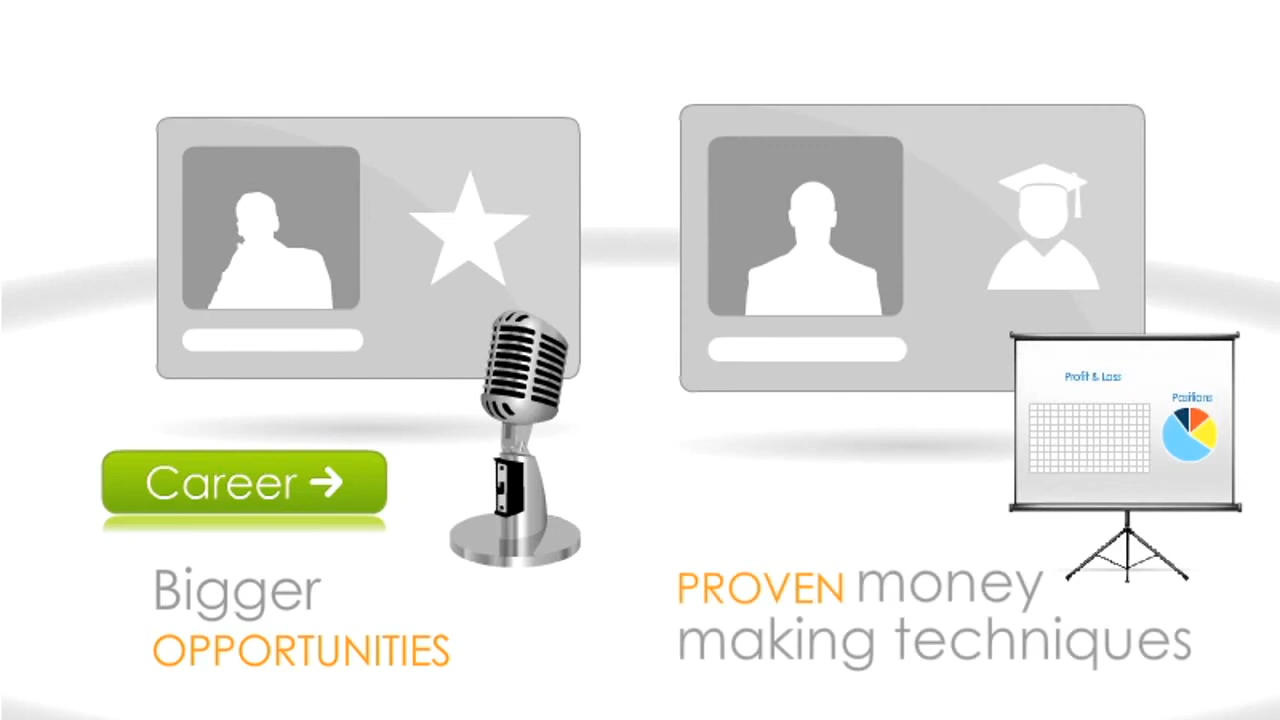 Profit & Loss
Positions
Career
Bigger
OPPORTUNITIES
PROVEN money
making techniques